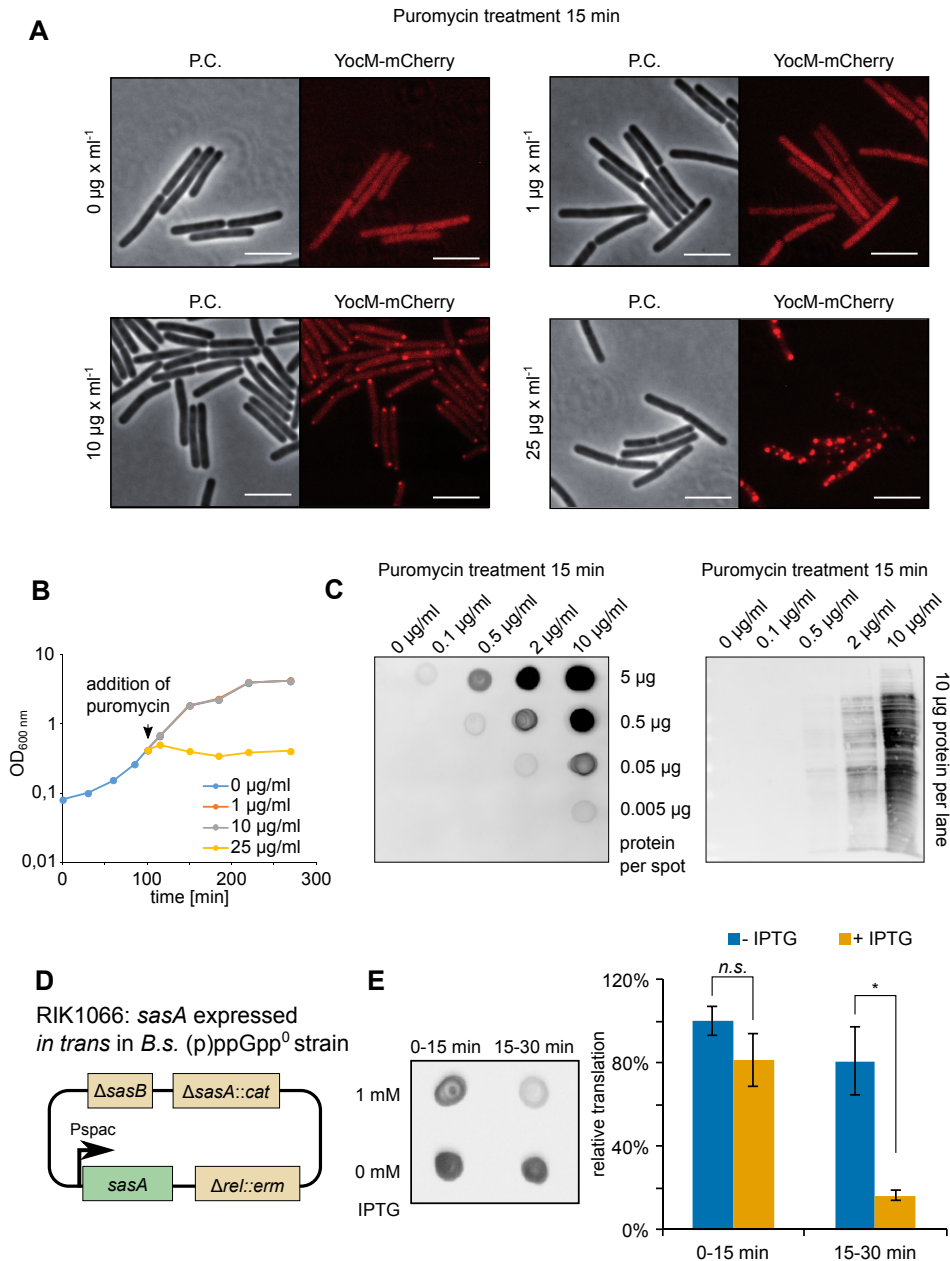 Puromycin treatment 15 min
A
P.C. YocM-mCherry P.C. YocM-mCherry
0 µg x ml⁻¹ 1 µg x ml⁻¹
P.C. YocM-mCherry P.C. YocM-mCherry
10 µg x ml⁻¹ 25 µg x ml⁻¹
B
10
1
0,1
0,01
OD600 nm
addition of
puromycin
0 µg/ml
1 µg/ml
10 µg/ml
25 µg/ml
0 100 200 300
time [min]
C
Puromycin treatment 15 min
0 µg/ml 0.1 µg/ml 0.5 µg/ml 2 µg/ml 10 µg/ml
5 µg
0.5 µg
0.05 µg
0.005 µg
protein
per spot
Puromycin treatment 15 min
0 µg/ml 0.1 µg/ml 0.5 µg/ml 2 µg/ml 10 µg/ml
10 µg protein per lane
D
RIK1066: sasA expressed
in trans in B.s. (p)ppGpp⁰ strain
ΔsasB ΔsasA::cat
Pspac
sasA Δrel::erm
E
0-15 min 15-30 min
1 mM
0 mM
IPTG
- IPTG + IPTG
120%
80%
40%
0%
relative translation
n.s.
*
0-15 min 15-30 min